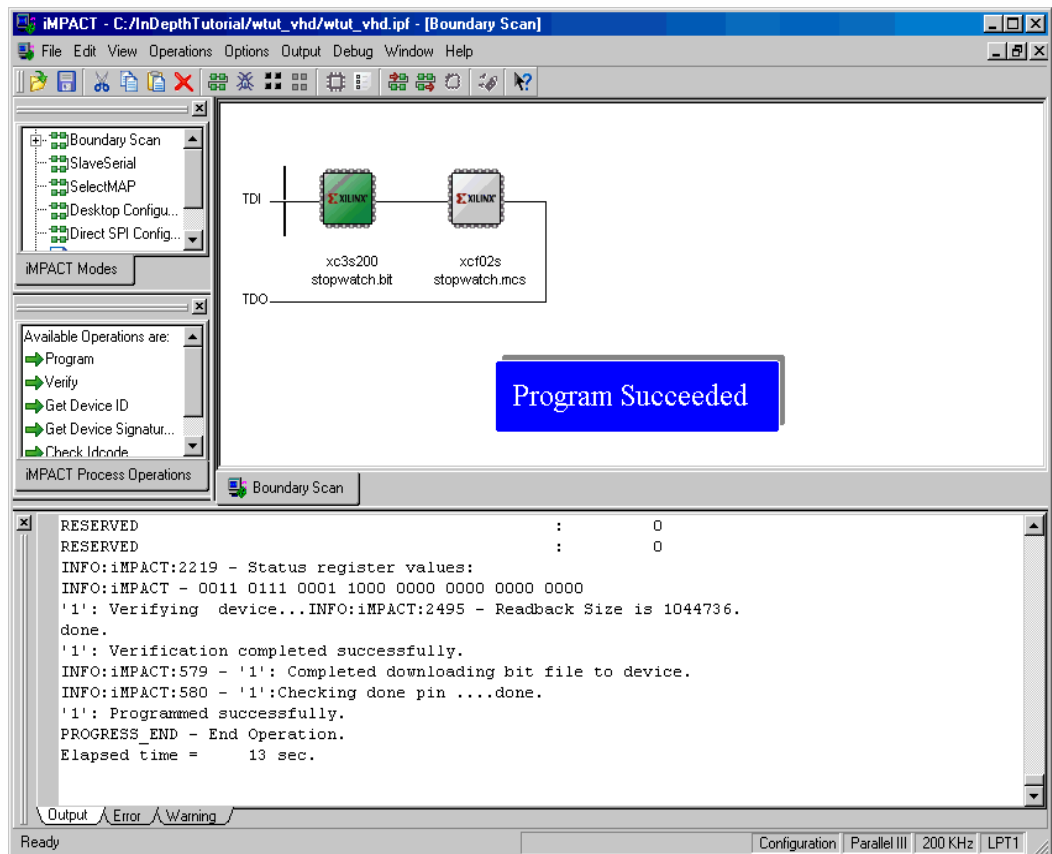 iMPACT - C:/InDepthTutorial/wtut_vhd/wtut_vhd.ipf - [Boundary Scan]
File Edit View Operations Options Output Debug Window Help
Boundary Scan
SlaveSerial
SelectMAP
Desktop Configu...
Direct SPI Config...
iMPACT Modes
Available Operations are:
Program
Verify
Get Device ID
Get Device Signatur...
Check Idcode
iMPACT Process Operations
TDI
XILINX
XILINX
xc3s200
stopwatch.bit
xcf02s
stopwatch.mcs
TDO
Program Succeeded
Boundary Scan
RESERVED : 0
RESERVED : 0
INFO:iMPACT:2219 - Status register values:
INFO:iMPACT - 0011 0111 0001 1000 0000 0000 0000 0000
'1': Verifying device...INFO:iMPACT:2495 - Readback Size is 1044736.
done.
'1': Verification completed successfully.
INFO:iMPACT:579 - '1': Completed downloading bit file to device.
INFO:iMPACT:580 - '1':Checking done pin ....done.
'1': Programmed successfully.
PROGRESS_END - End Operation.
Elapsed time = 13 sec.
Output Error Warning
Ready
Configuration Parallel III 200 KHz LPT1